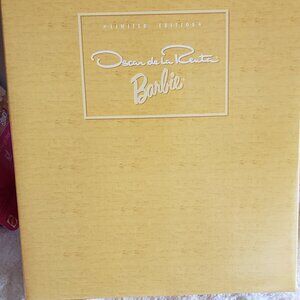 •LIMITED EDITION•
Oscar de la Renta
Barbie